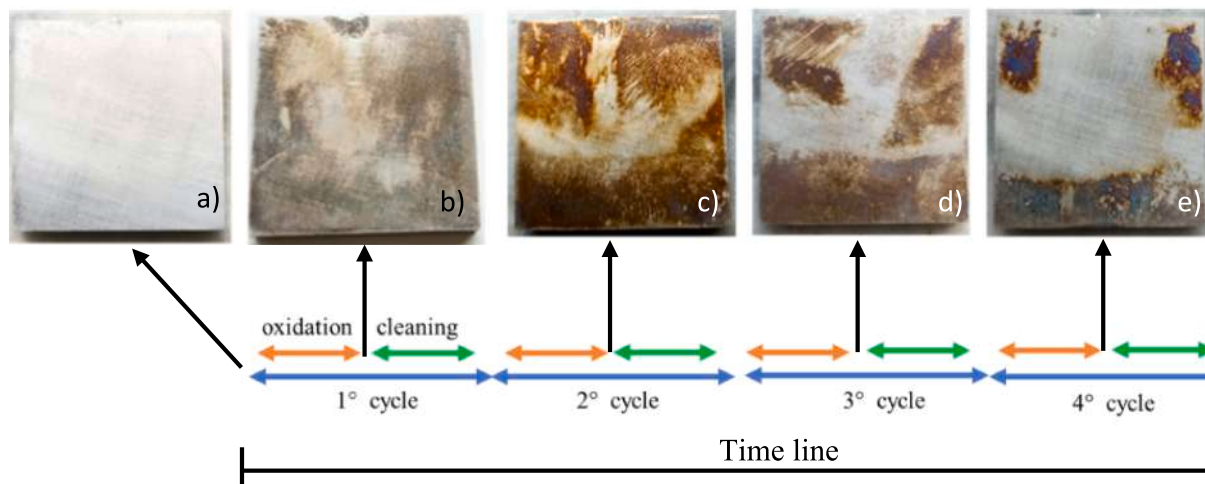 a)
b)
c)
d)
e)
oxidation cleaning
1° cycle
2° cycle
3° cycle
4° cycle
Time line